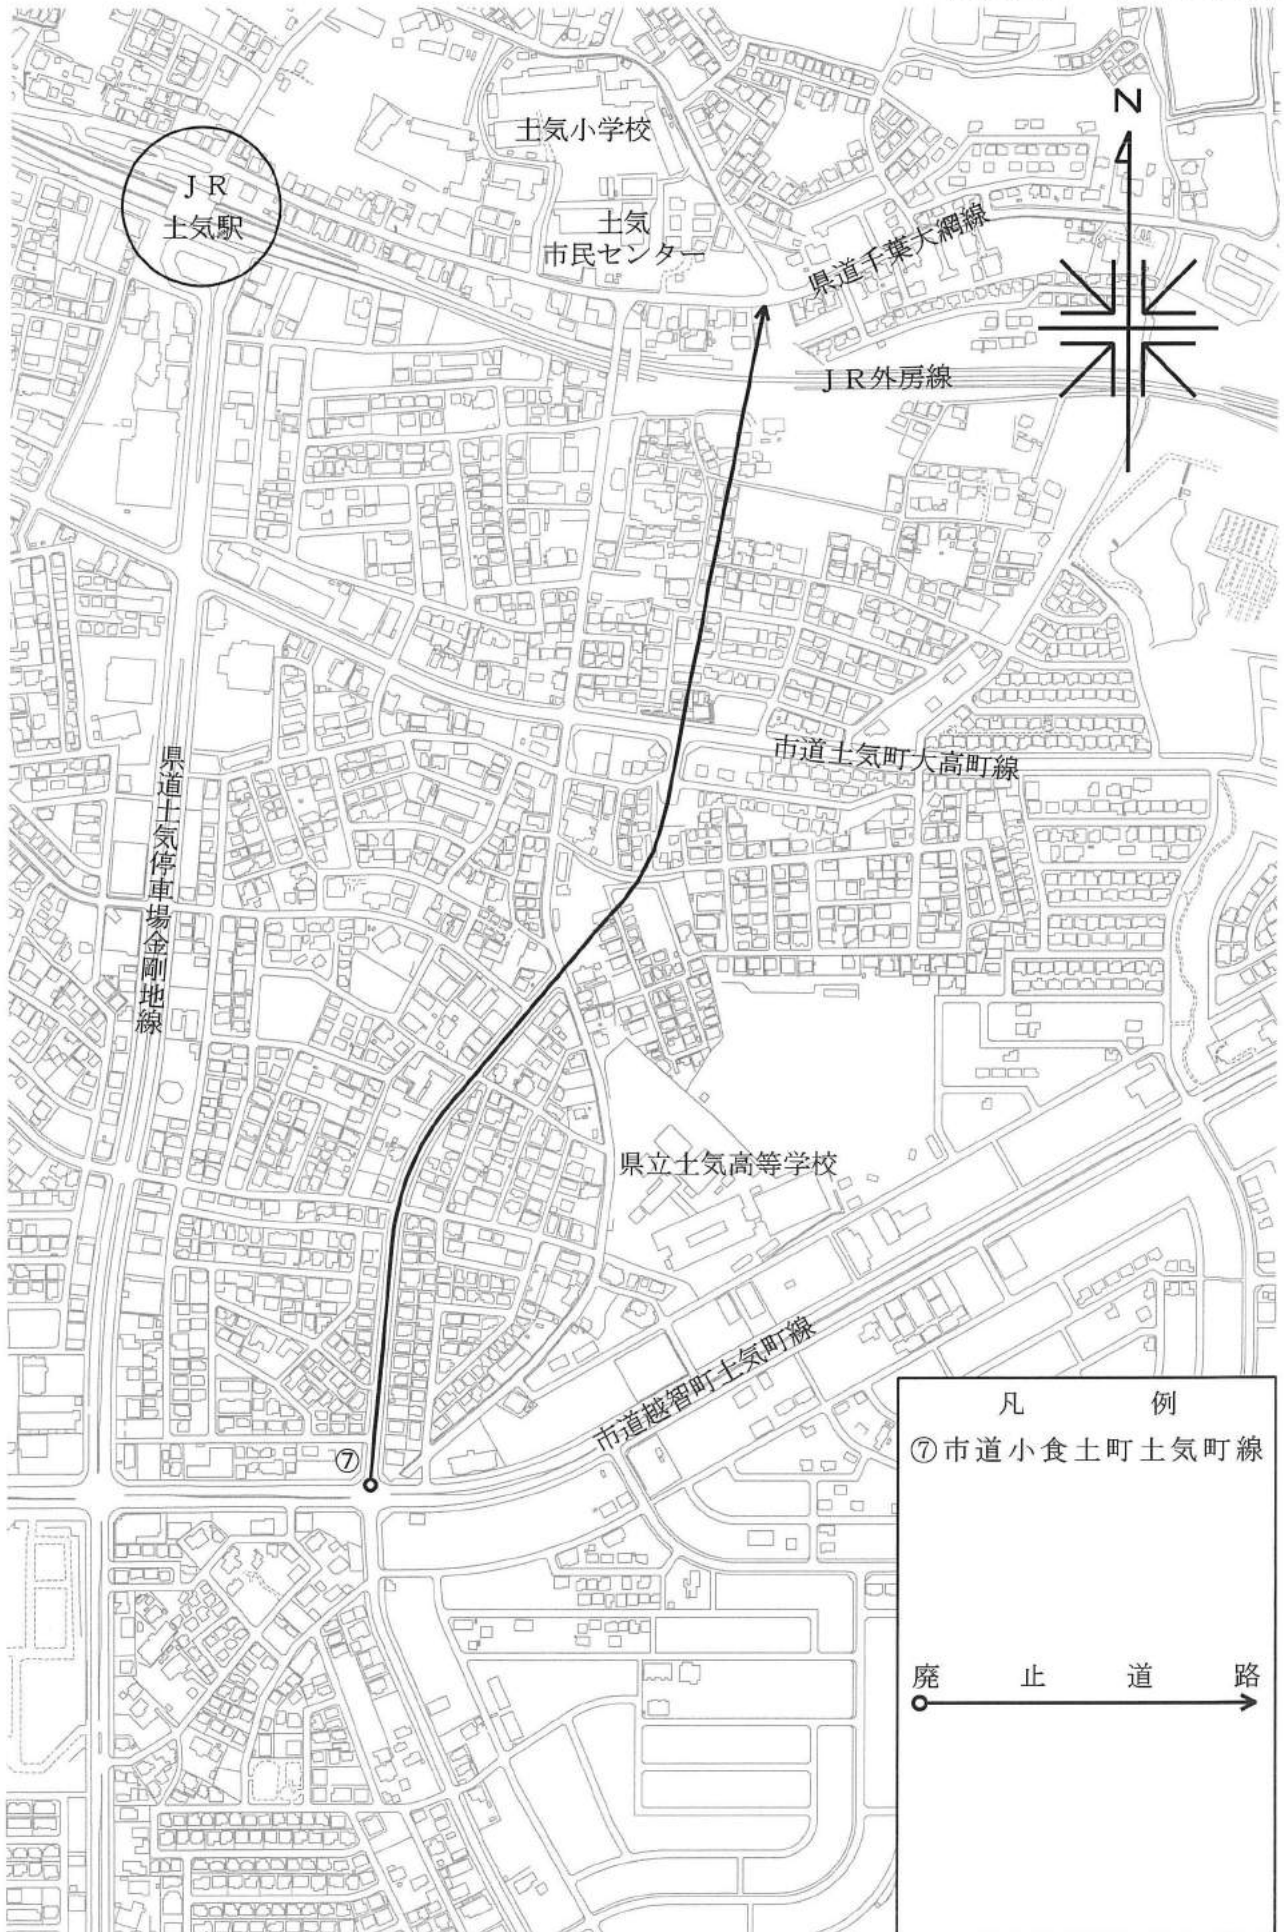 土気小学校
N
ＪＲ
土気駅
土気
市民センター
県道千葉大網線
ＪＲ外房線
市道土気町大高町線
県道土気停車場金剛地線
県立土気高等学校
市道越智町土気町線
⑦
凡例
⑦市道小食土町土気町線
廃止道路